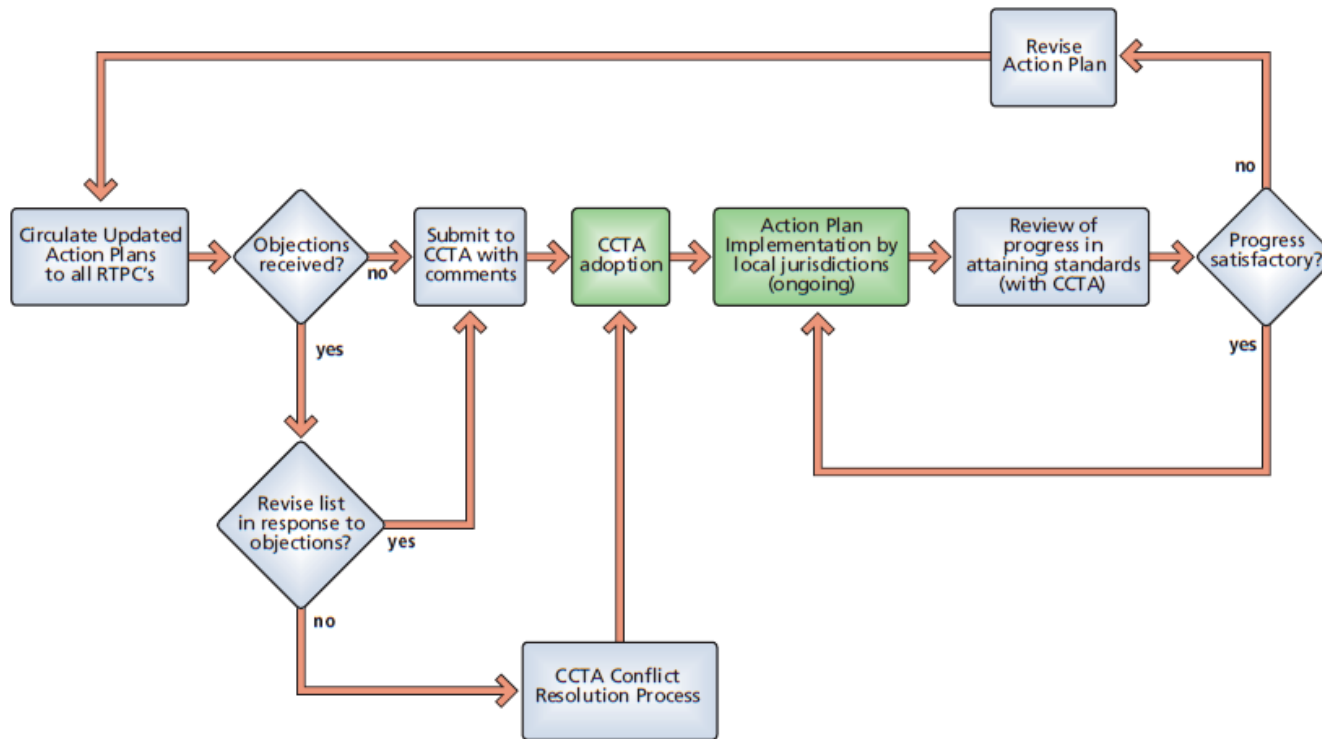 Revise
Action Plan
no
Circulate Updated
Action Plans
to all RTPC's
Objections
received?
no
Submit to
CCTA with
comments
CCTA
adoption
Action Plan
Implementation by
local jurisdictions
(ongoing)
Review of
progress in
attaining standards
(with CCTA)
Progress
satisfactory?
yes
yes
Revise list
in response to
objections?
yes
no
CCTA Conflict
Resolution Process